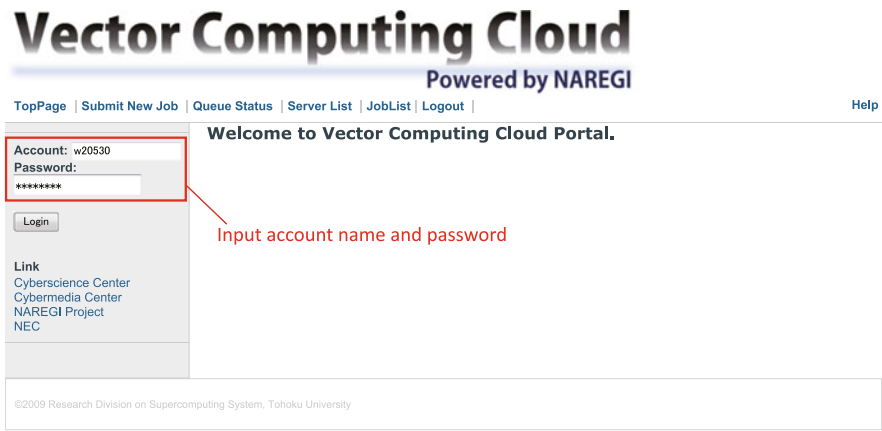 Vector Computing Cloud
Powered by NAREGI
TopPage | Submit New Job | Queue Status | Server List | JobList | Logout | Help
Welcome to Vector Computing Cloud Portal.
Account: w20530
Password:
********
Login
Input account name and password
Link
Cyberscience Center
Cybermedia Center
NAREGI Project
NEC
©2009 Research Division on Supercomputing System, Tohoku University